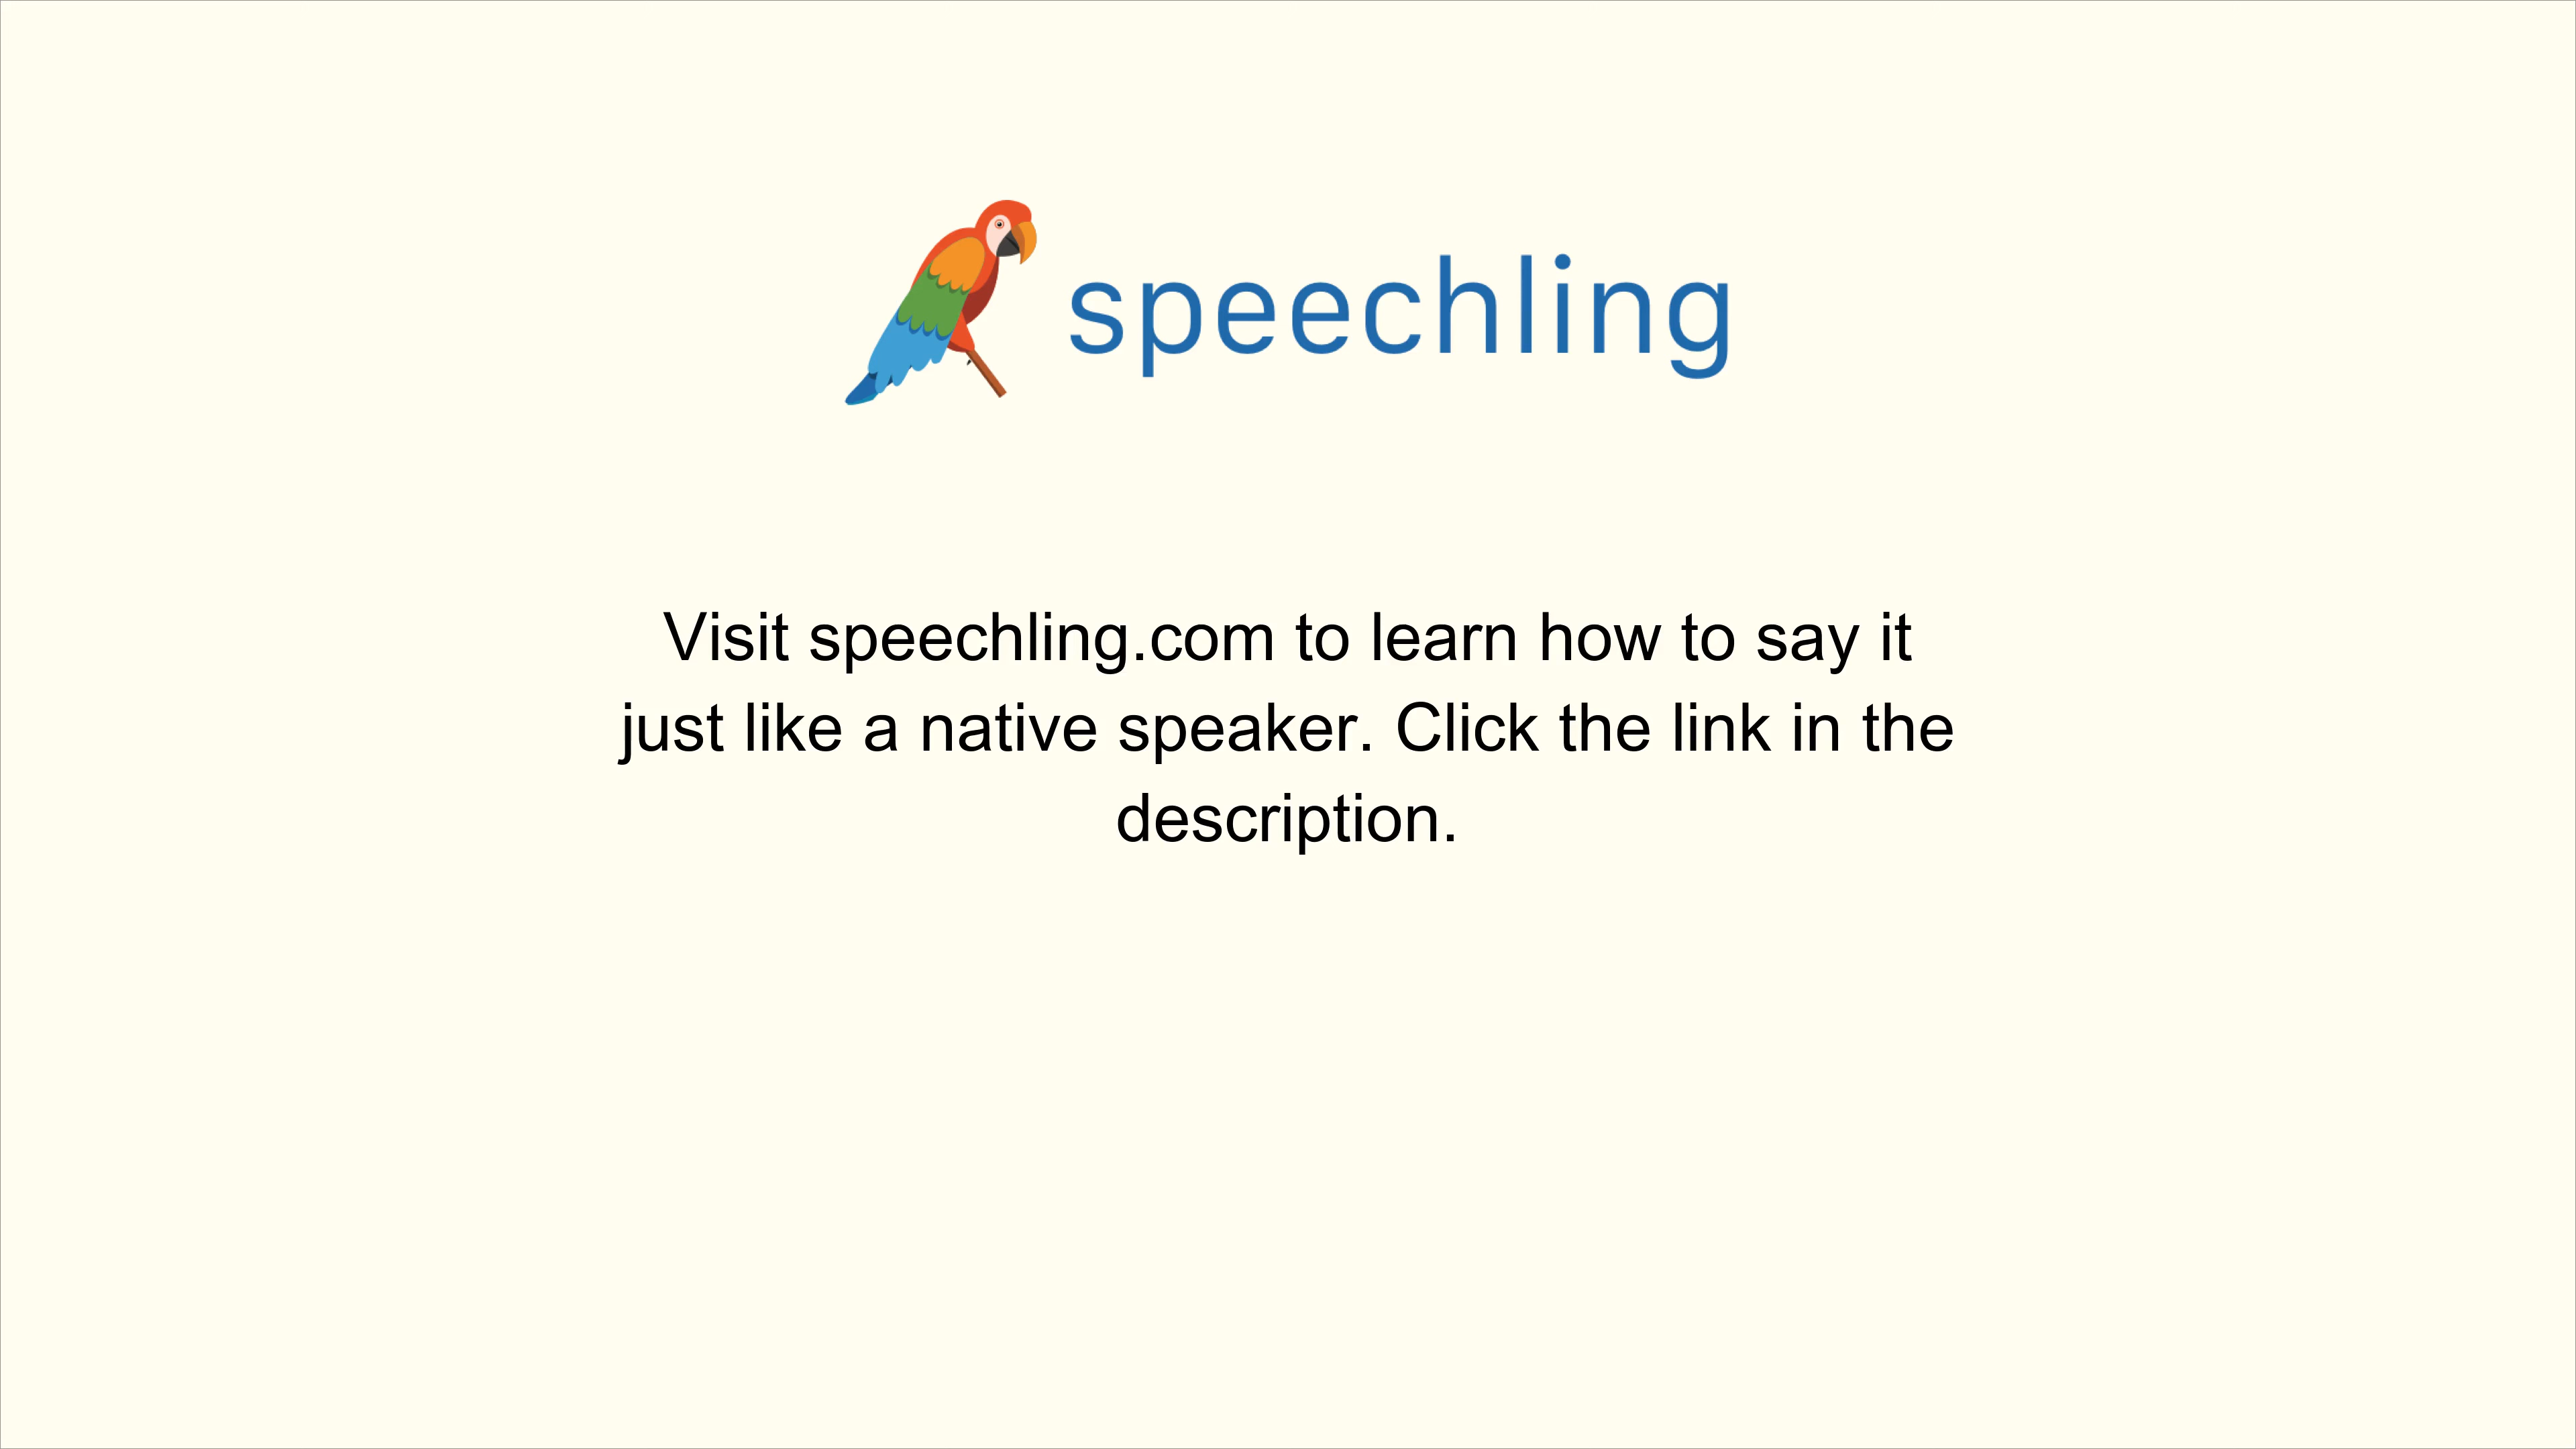 speechling
Visit speechling.com to learn how to say it
just like a native speaker. Click the link in the
description.